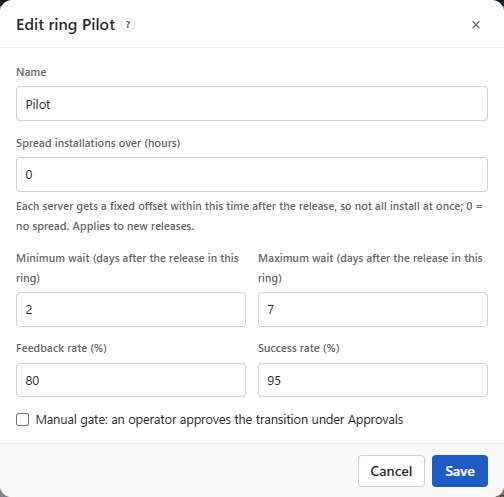 Edit ring Pilot ?
×
Name
Pilot
Spread installations over (hours)
0
Each server gets a fixed offset within this time after the release, so not all install at once; 0 =
no spread. Applies to new releases.
Minimum wait (days after the release in this
ring)
2
Maximum wait (days after the release in this
ring)
7
Feedback rate (%)
80
Success rate (%)
95
Manual gate: an operator approves the transition under Approvals
Cancel
Save